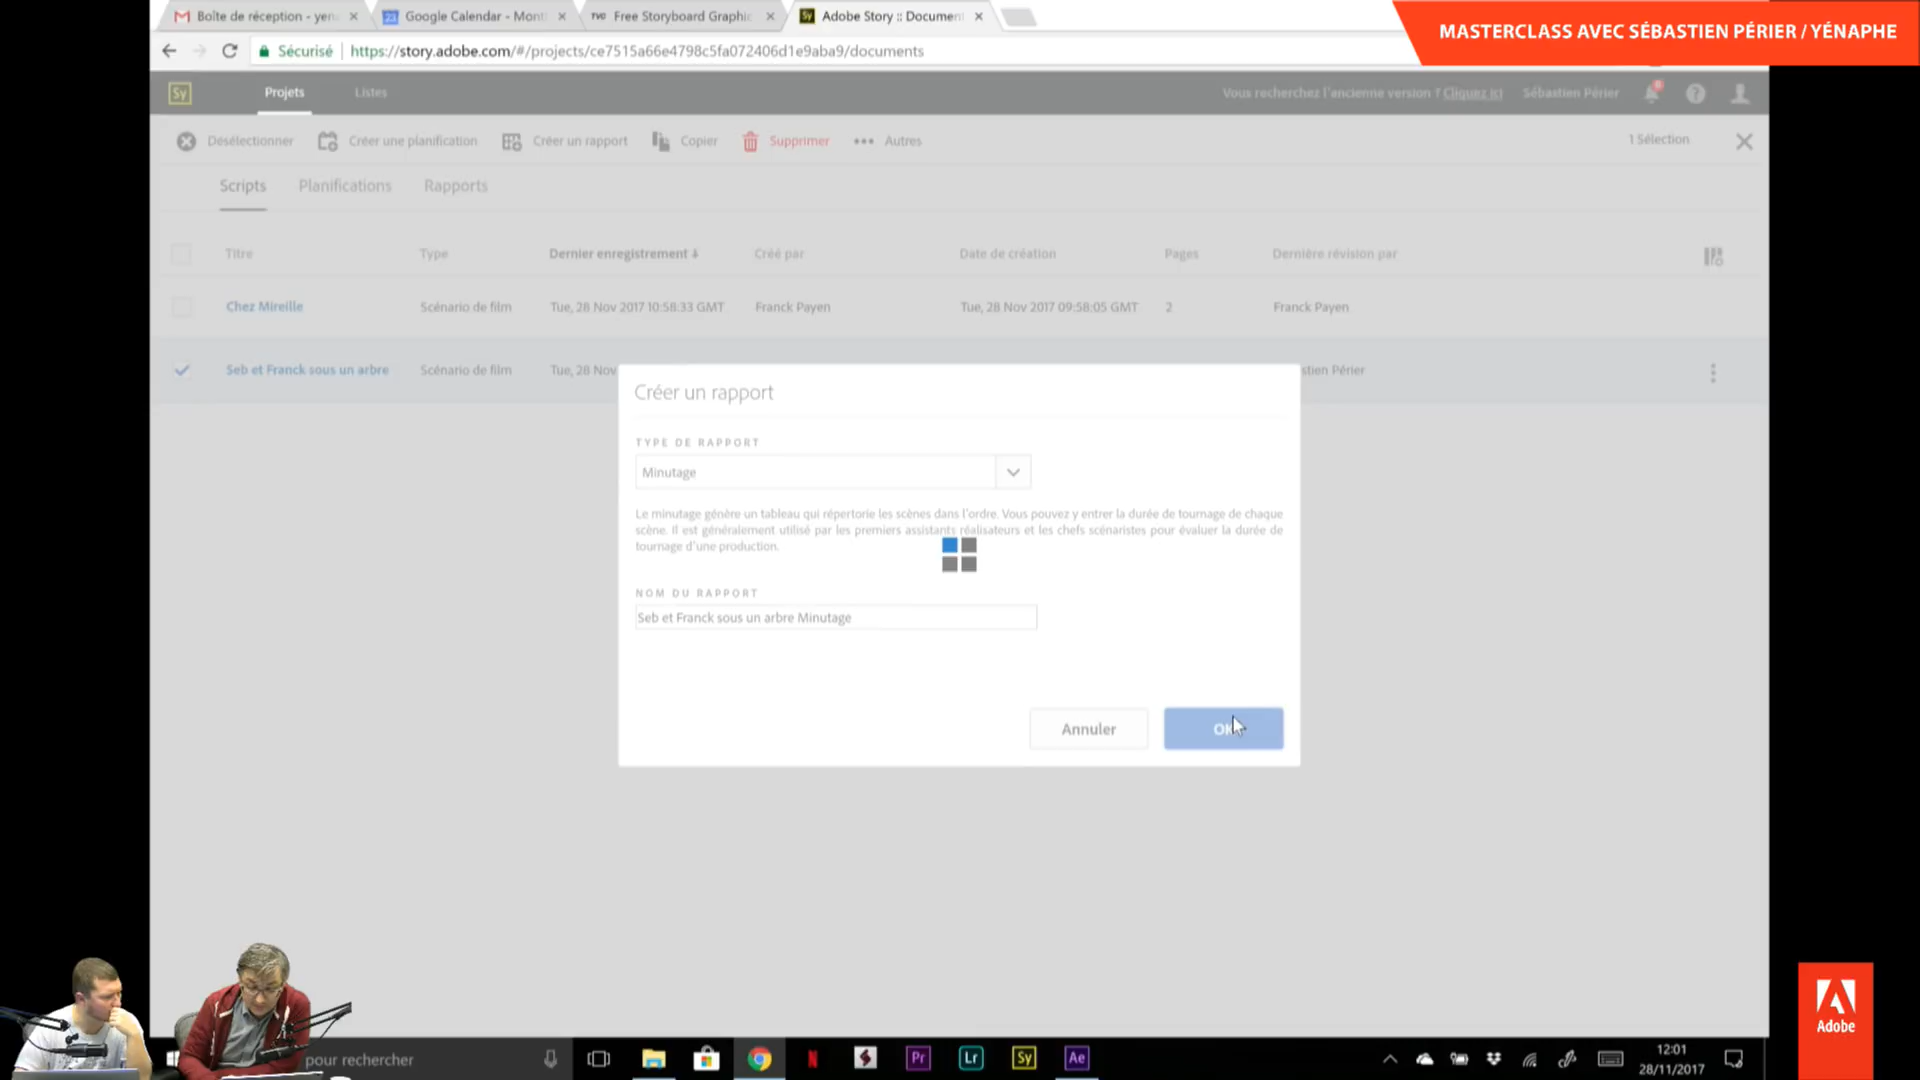 Boîte de réception - yen
Google Calendar - Mont
Free Storyboard Graphic
Adobe Story :: Document
MASTERCLASS AVEC SÉBASTIEN PÉRIER / YÉNAPHE
Sécurisé
https://story.adobe.com/#/projects/ce7515a66e4798c5fa072406d1e9aba9/documents
Sy
Projets
Listes
Vous recherchez l'ancienne version ? Cliquez ici
Sébastien Périer
Désélectionner
Créer une planification
Créer un rapport
Copier
Supprimer
Autres
1 Sélection
Scripts
Planifications
Rapports
Titre
Type
Dernier enregistrement
Créé par
Date de création
Pages
Dernière révision par
Chez Mireille
Scénario de film
Tue, 28 Nov 2017 10:58:33 GMT
Franck Payen
Tue, 28 Nov 2017 09:58:05 GMT
2
Franck Payen
Seb et Franck sous un arbre
Scénario de film
Tue, 28 Nov
stien Périer
Créer un rapport
TYPE DE RAPPORT
Minutage
Le minutage génère un tableau qui répertorie les scènes dans l'ordre. Vous pouvez y entrer la durée de tournage de chaque
scène. Il est généralement utilisé par les premiers assistants réalisateurs et les chefs scénaristes pour évaluer la durée de
tournage d'une production.
NOM DU RAPPORT
Seb et Franck sous un arbre Minutage
Annuler
OK
Adobe
pour rechercher
Pr
Lr
Sy
Ae
12:01
28/11/2017